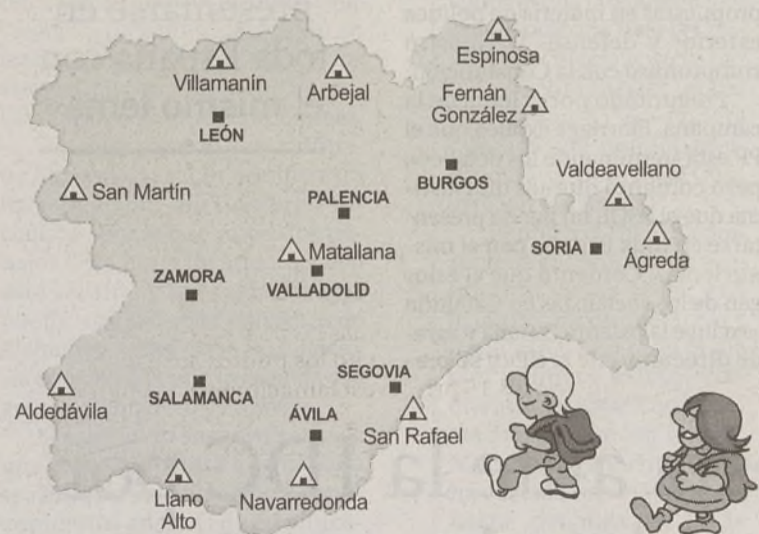 Espinosa
Villamanín
Arbejal
Fernán
González
LEÓN
Valdeavellano
BURGOS
San Martín
PALENCIA
SORIA
Ágreda
Matallana
ZAMORA
VALLADOLID
SEGOVIA
Aldedávila
SALAMANCA
ÁVILA
San Rafael
Llano
Alto
Navarredonda